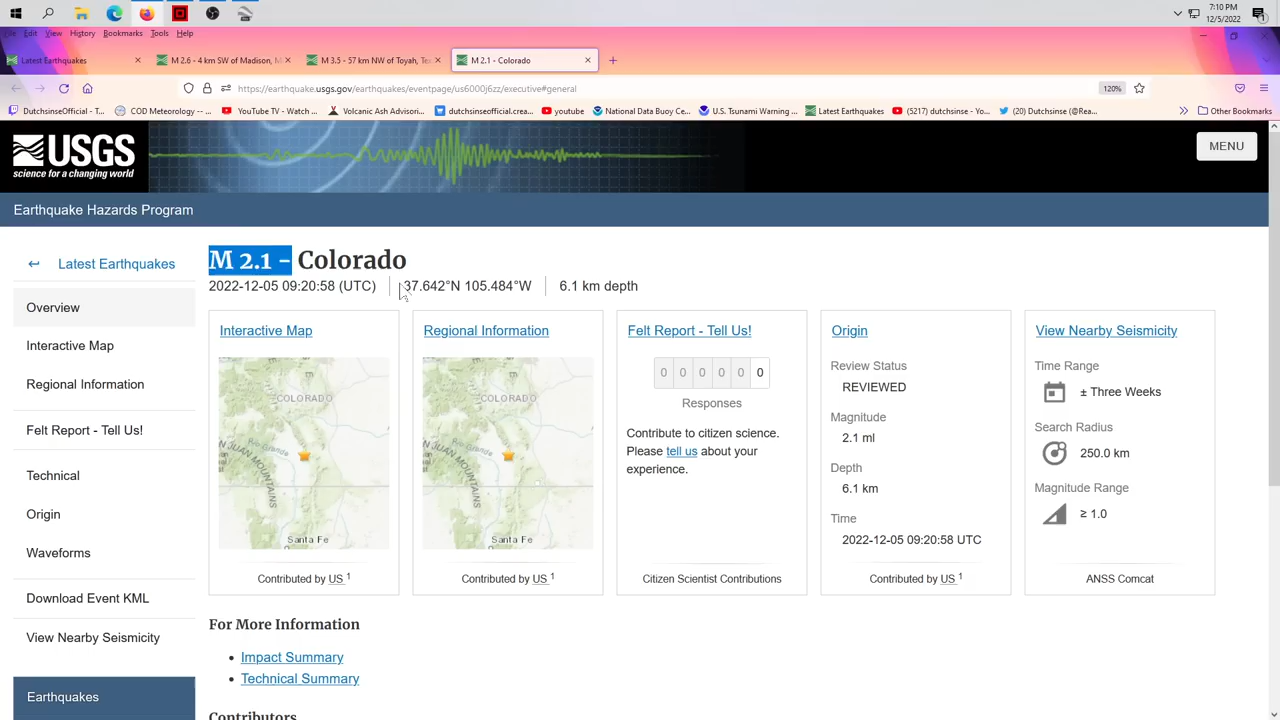 7:10 PM
12/5/2022
File Edit View History Bookmarks Tools Help
Latest Earthquakes
M 2.6 - 4 km SW of Madison, M
M 3.5 - 57 km NW of Toyah, Tex
M 2.1 - Colorado
https://earthquake.usgs.gov/earthquakes/eventpage/us6000j6zz/executive#general
120%
DutchsinseOfficial - T...
COD Meteorology -- ...
YouTube TV - Watch ...
Volcanic Ash Advisori...
dutchsinseofficial.crea...
youtube
National Data Buoy Ce...
U.S. Tsunami Warning ...
Latest Earthquakes
(5217) dutchsinse - Yo...
(20) Dutchsinse (@Rea...
Other Bookmarks
USGS
science for a changing world
MENU
Earthquake Hazards Program
Latest Earthquakes
Overview
Interactive Map
Regional Information
Felt Report - Tell Us!
Technical
Origin
Waveforms
Download Event KML
View Nearby Seismicity
Earthquakes
M 2.1 - Colorado
2022-12-05 09:20:58 (UTC)
37.642°N 105.484°W
6.1 km depth
Interactive Map
COLORADO
Rio Grande
SAN JUAN MOUNTAINS
Santa Fe
Contributed by US 1
Regional Information
COLORADO
Rio Grande
SAN JUAN MOUNTAINS
Santa Fe
Contributed by US 1
Felt Report - Tell Us!
0 0 0 0 0 0
Responses
Contribute to citizen science.
Please tell us about your
experience.
Citizen Scientist Contributions
Origin
Review Status
REVIEWED
Magnitude
2.1 ml
Depth
6.1 km
Time
2022-12-05 09:20:58 UTC
Contributed by US 1
View Nearby Seismicity
Time Range
± Three Weeks
Search Radius
250.0 km
Magnitude Range
≥ 1.0
ANSS Comcat
For More Information
• Impact Summary
• Technical Summary
Contributors